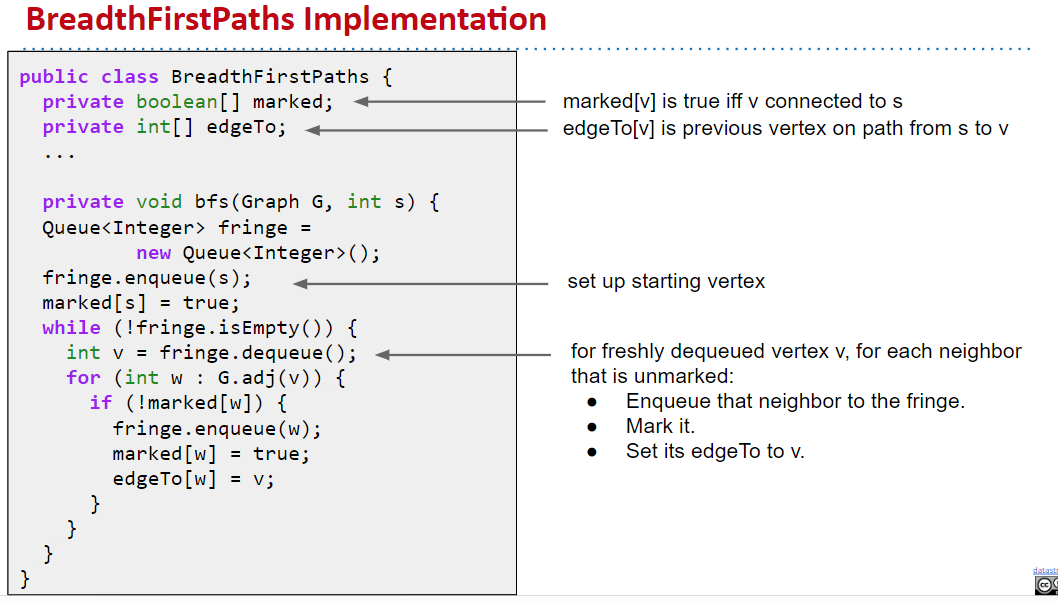 BreadthFirstPaths Implementation
public class BreadthFirstPaths {
private boolean[] marked;
private int[] edgeTo;
...
private void bfs(Graph G, int s) {
Queue<Integer> fringe =
new Queue<Integer>();
fringe.enqueue(s);
marked[s] = true;
while (!fringe.isEmpty()) {
int v = fringe.dequeue();
for (int w : G.adj(v)) {
if (!marked[w]) {
fringe.enqueue(w);
marked[w] = true;
edgeTo[w] = v;
}
}
}
}
marked[v] is true iff v connected to s
edgeTo[v] is previous vertex on path from s to v
set up starting vertex
for freshly dequeued vertex v, for each neighbor
that is unmarked:
● Enqueue that neighbor to the fringe.
● Mark it.
● Set its edgeTo to v.